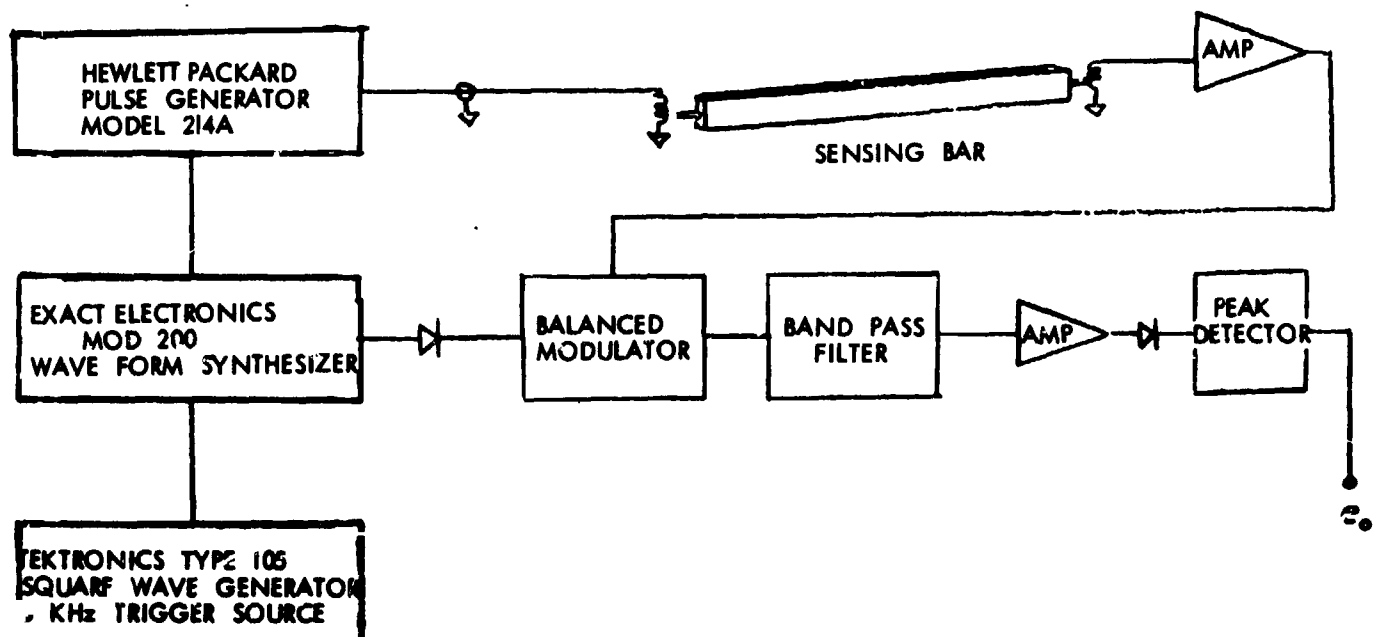 HEWLETT PACKARD
PULSE GENERATOR
MODEL 214A
AMP
SENSING BAR
EXACT ELECTRONICS
MOD 200
WAVE FORM SYNTHESIZER
BALANCED
MODULATOR
BAND PASS
FILTER
AMP
PEAK
DETECTOR
TEKTRONICS TYPE 105
SQUARE WAVE GENERATOR
KHz TRIGGER SOURCE